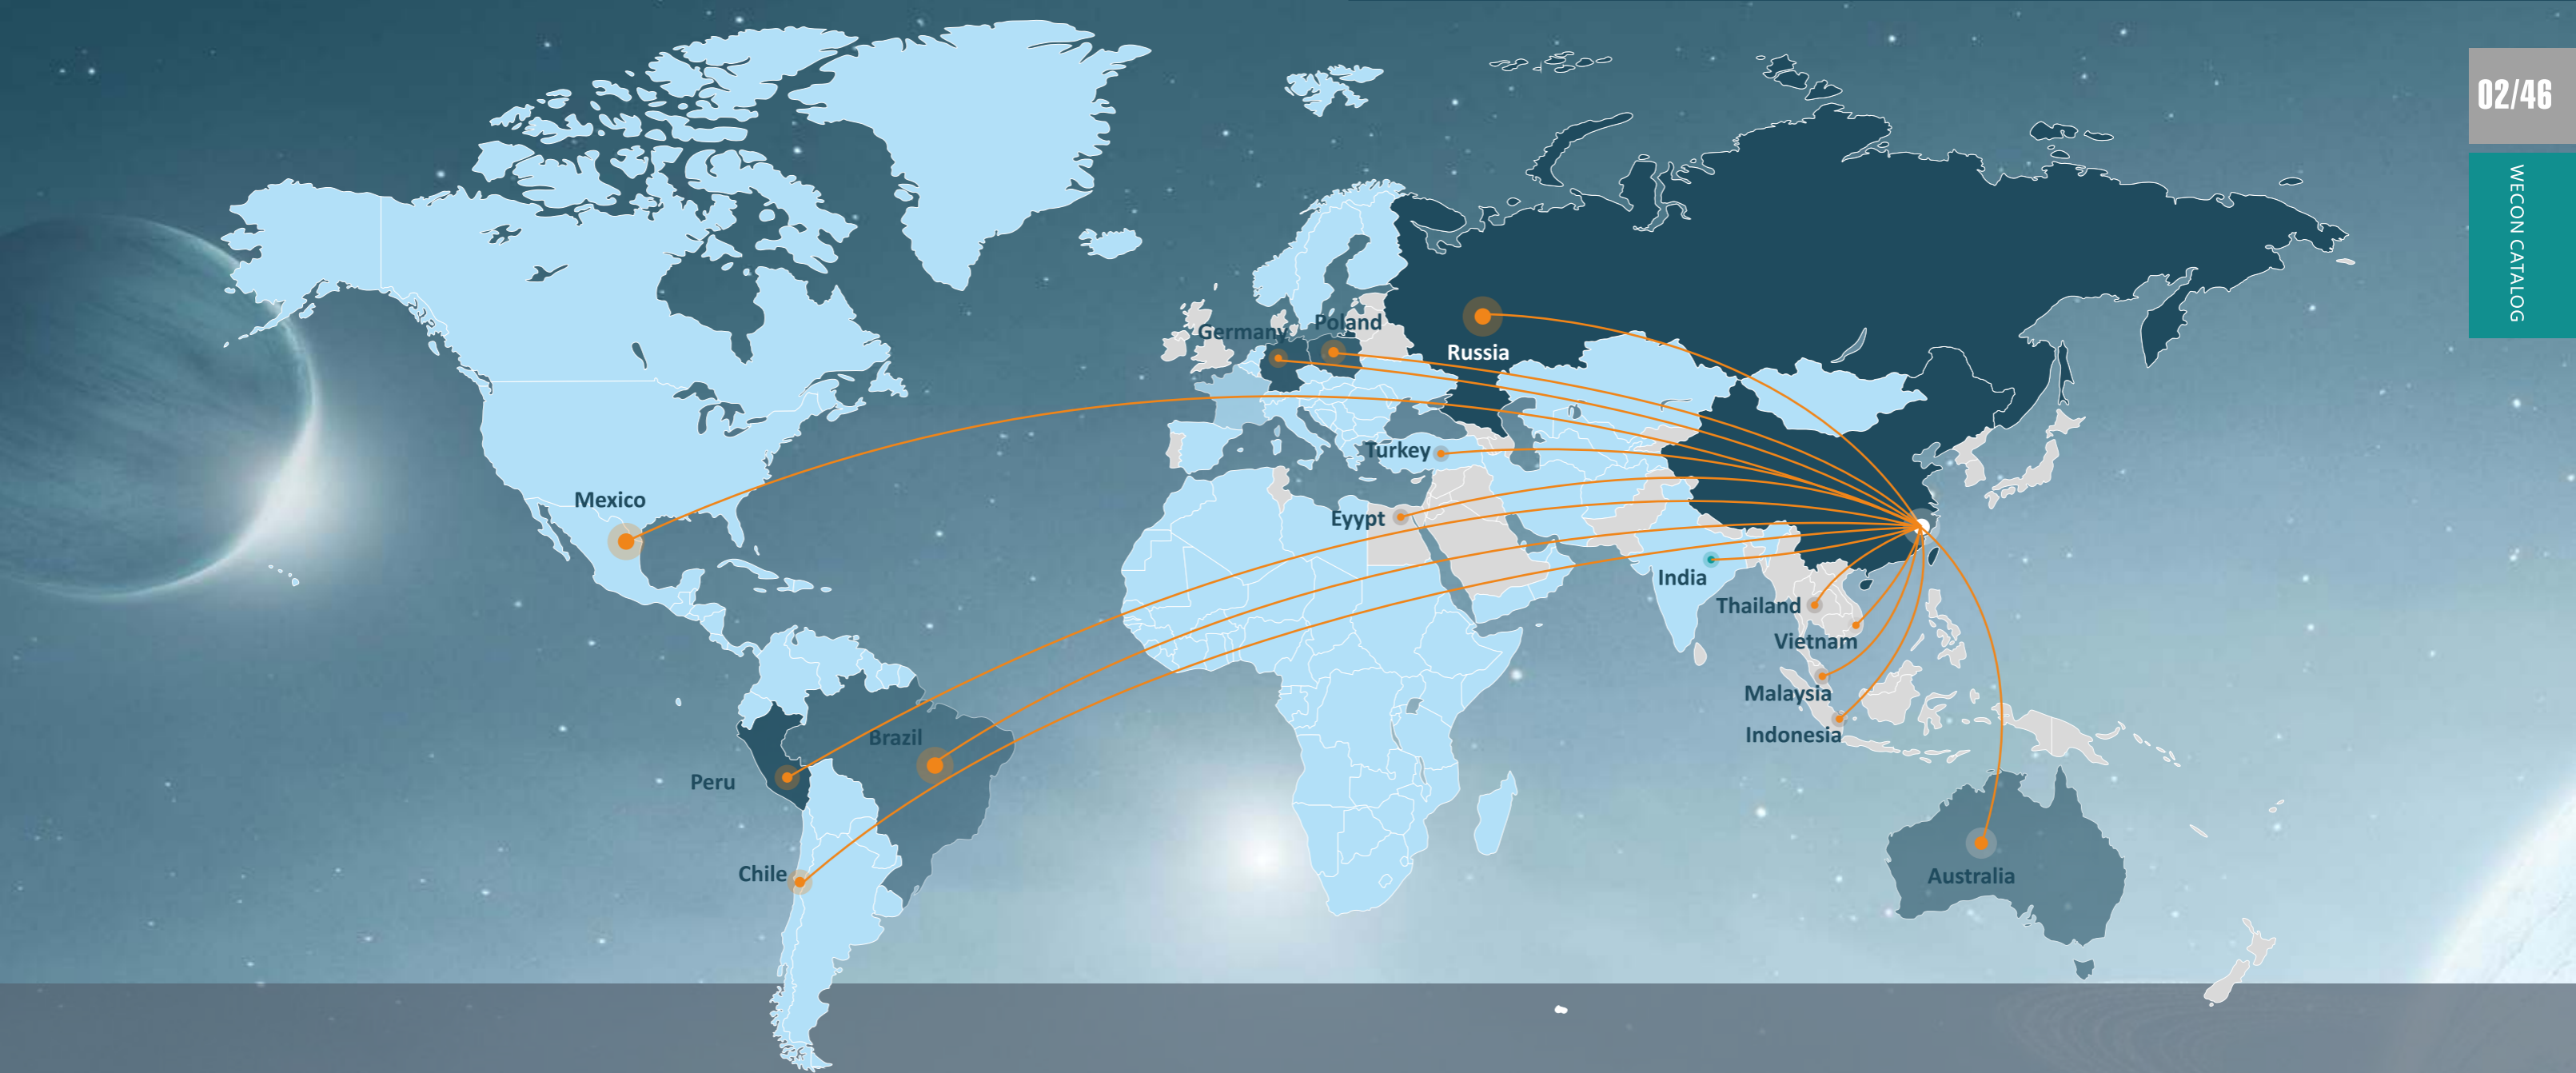 02/46
WECON CATALOG
Germany
Poland
Russia
Turkey
Mexico
Eyypt
India
Thailand
Vietnam
Malaysia
Indonesia
Brazil
Peru
Chile
Australia